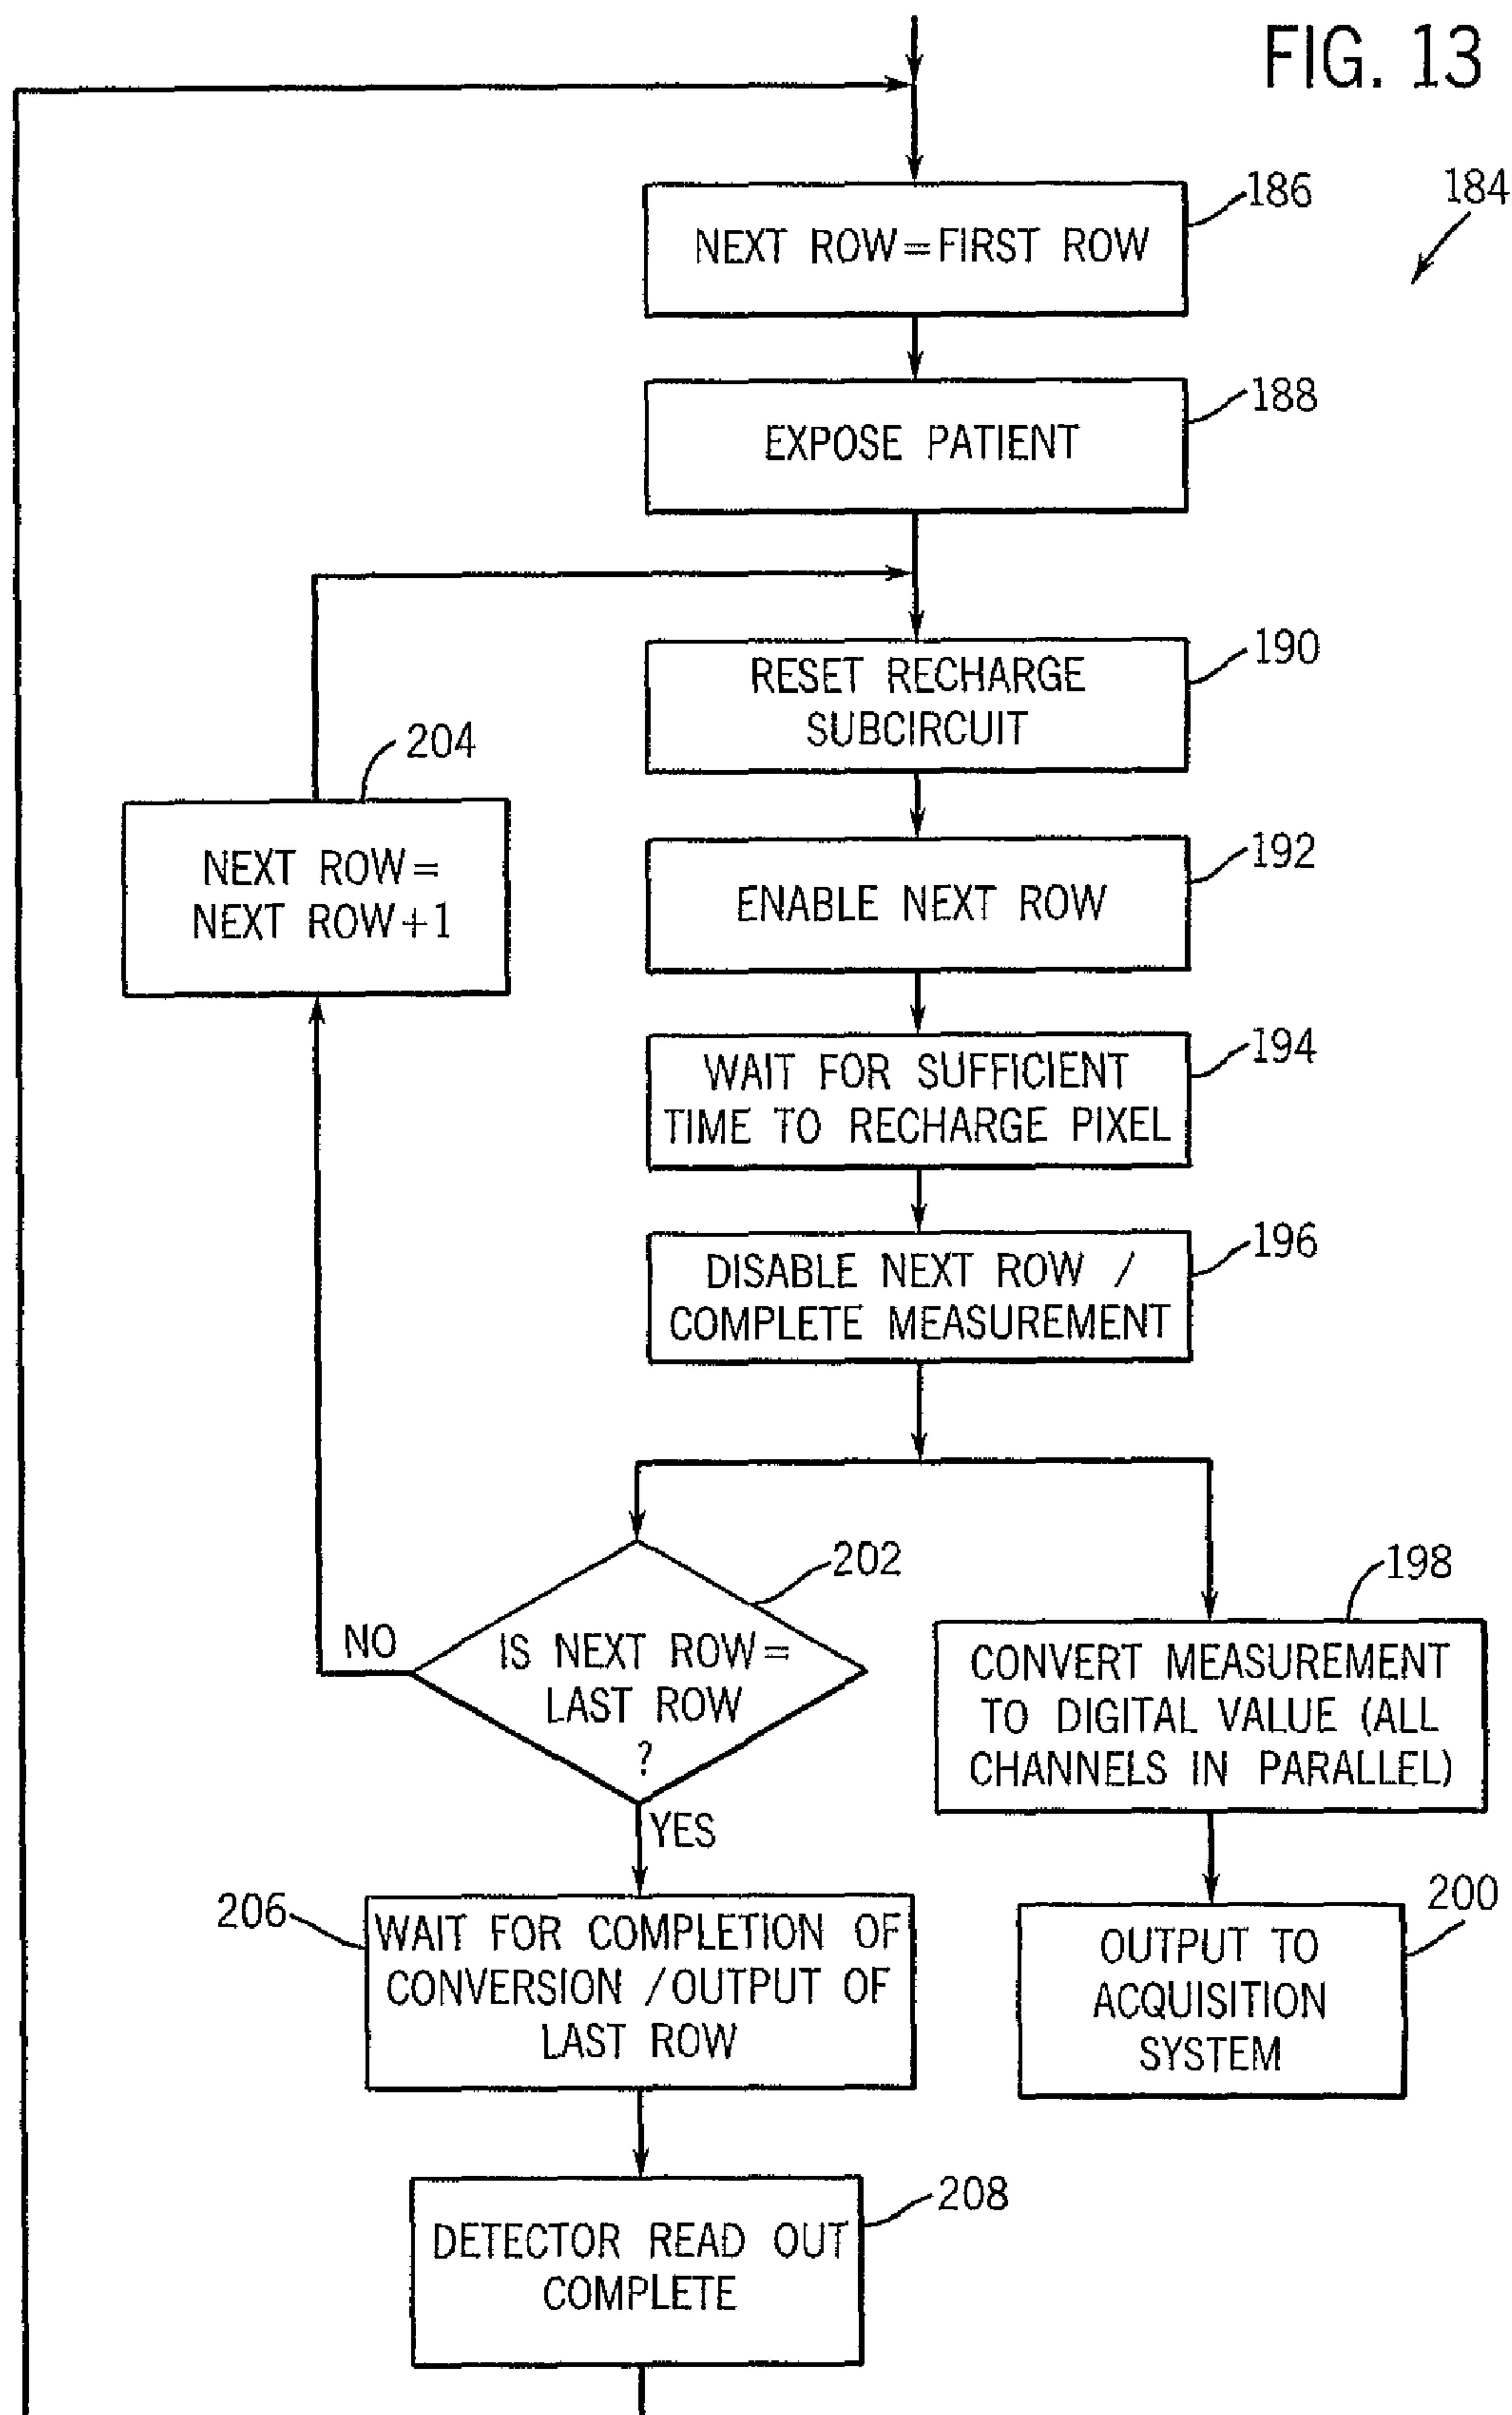 FIG. 13
184
186
NEXT ROW=FIRST ROW
188
EXPOSE PATIENT
190
RESET RECHARGE
SUBCIRCUIT
204
NEXT ROW=
NEXT ROW+1
192
ENABLE NEXT ROW
194
WAIT FOR SUFFICIENT
TIME TO RECHARGE PIXEL
196
DISABLE NEXT ROW /
COMPLETE MEASUREMENT
202
NO
IS NEXT ROW=
LAST ROW
?
YES
198
CONVERT MEASUREMENT
TO DIGITAL VALUE (ALL
CHANNELS IN PARALLEL)
206
WAIT FOR COMPLETION OF
CONVERSION /OUTPUT OF
LAST ROW
200
OUTPUT TO
ACQUISITION
SYSTEM
208
DETECTOR READ OUT
COMPLETE